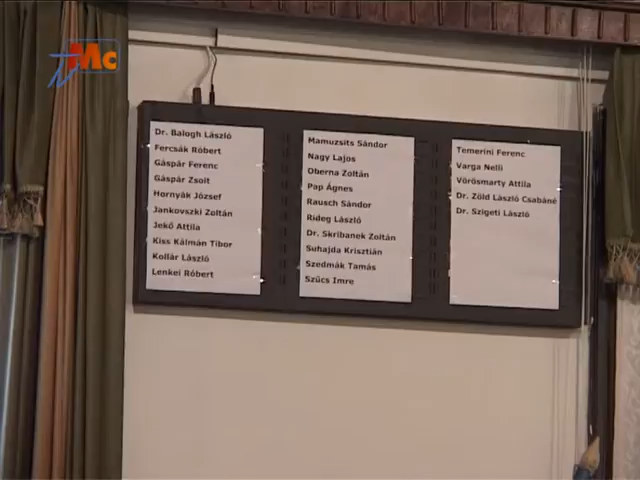 Mc
Dr. Balogh László
Fercsák Róbert
Gáspár Ferenc
Gáspár Zsolt
Hornyák József
Jankovszki Zoltán
Jekő Attila
Kiss Kálmán Tibor
Kollár László
Lenkei Róbert
Mamuzsits Sándor
Nagy Lajos
Oberna Zoltán
Pap Ágnes
Rausch Sándor
Rideg László
Dr. Skribanek Zoltán
Suhajda Krisztián
Szedmák Tamás
Szűcs Imre
Temerini Ferenc
Varga Nelli
Vörösmarty Attila
Dr. Zöld László Csabáné
Dr. Szigeti László